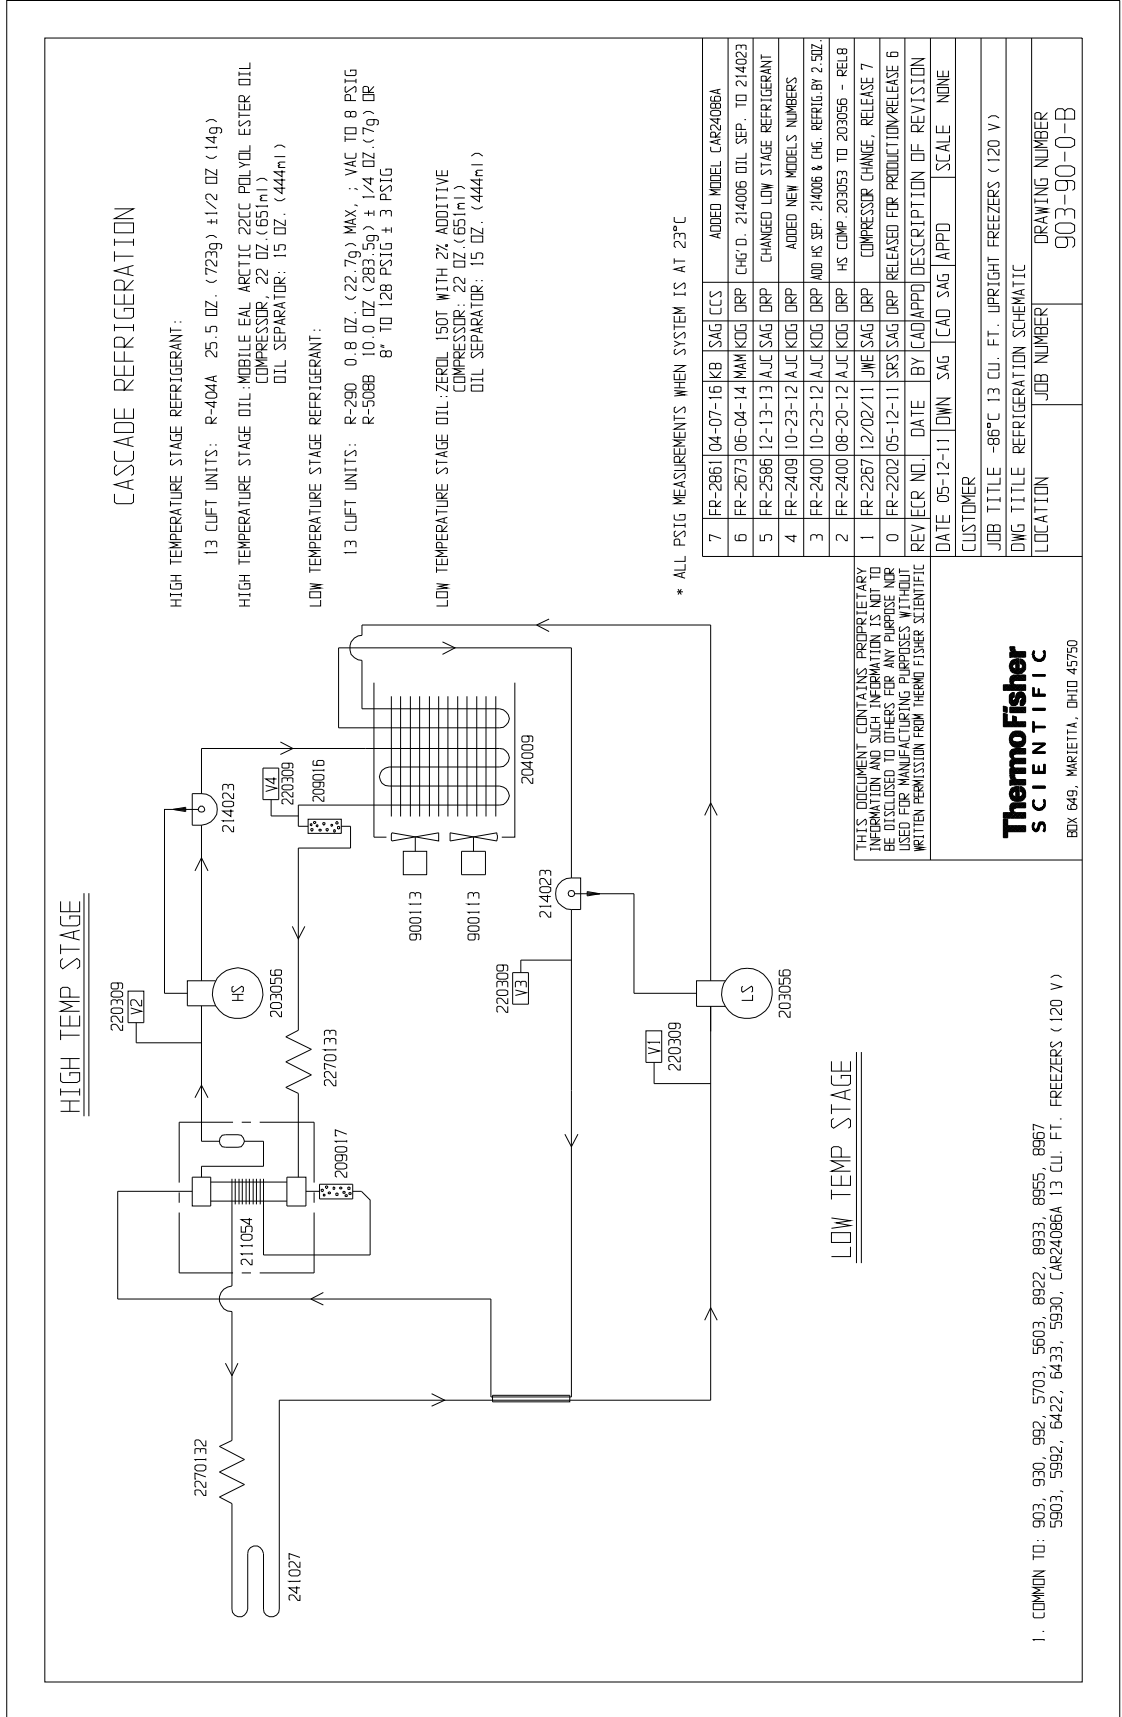 CASCADE REFRIGERATION
HIGH TEMPERATURE STAGE REFRIGERANT:
13 CUFT UNITS: R-404A 25.5 OZ. (723g) ±1/2 OZ (14g)
HIGH TEMPERATURE STAGE OIL:MOBILE EAL ARCTIC 22CC POLYOL ESTER OIL
COMPRESSOR, 22 OZ.(651ml)
OIL SEPARATOR: 15 OZ. (444ml)
LOW TEMPERATURE STAGE REFRIGERANT:
13 CUFT UNITS: R-290 0.8 OZ. (22.7g) MAX, ; VAC TO 8 PSIG
R-508B 10.0 OZ (283.5g) ± 1/4 OZ.(7g) OR
8" TO 128 PSIG ± 3 PSIG
LOW TEMPERATURE STAGE OIL:ZEROL 150T WITH 2% ADDITIVE
COMPRESSOR: 22 OZ.(651ml)
OIL SEPARATOR: 15 OZ. (444ml)
* ALL PSIG MEASUREMENTS WHEN SYSTEM IS AT 23°C
HIGH TEMP STAGE
220309
V2
HS
203056
214023
V4
220309
209016
204009
900113
900113
2270133
209017
211054
2270132
241027
214023
220309
V3
V1
220309
LS
203056
LOW TEMP STAGE
1. COMMON TO: 903, 930, 992, 5703, 5603, 8922, 8933, 8955, 8967
5903, 5992, 6422, 6433, 5930, CAR24086A 13 CU. FT. FREEZERS (120 V)
7 FR-2861 04-07-16 KB SAG CCS ADDED MODEL CAR24086A
6 FR-2673 06-04-14 MAM KDG DRP CHG'D. 214006 OIL SEP. TO 214023
5 FR-2586 12-13-13 AJC SAG DRP CHANGED LOW STAGE REFRIGERANT
4 FR-2409 10-23-12 AJC KDG DRP ADDED NEW MODELS NUMBERS
3 FR-2400 10-23-12 AJC KDG DRP ADD HS SEP. 214006 & CHG. REFRIG.BY 2.5OZ.
2 FR-2400 08-20-12 AJC KDG DRP HS COMP.203053 TO 203056 - REL8
1 FR-2267 12/02/11 JWE SAG DRP COMPRESSOR CHANGE, RELEASE 7
0 FR-2202 05-12-11 SRS SAG DRP RELEASED FOR PRODUCTION/RELEASE 6
REV ECR NO. DATE BY CAD APPD DESCRIPTION OF REVISION
DATE 05-12-11 DWN SAG CAD SAG APPD SCALE NONE
CUSTOMER
JOB TITLE -86°C 13 CU. FT. UPRIGHT FREEZERS (120 V)
DWG TITLE REFRIGERATION SCHEMATIC
LOCATION JOB NUMBER DRAWING NUMBER
903-90-0-B
THIS DOCUMENT CONTAINS PROPRIETARY
INFORMATION AND SUCH INFORMATION IS NOT TO
BE DISCLOSED TO OTHERS FOR ANY PURPOSE NOR
USED FOR MANUFACTURING PURPOSES WITHOUT
WRITTEN PERMISSION FROM THERMO FISHER SCIENTIFIC
ThermoFisher
SCIENTIFIC
BOX 649, MARIETTA, OHIO 45750